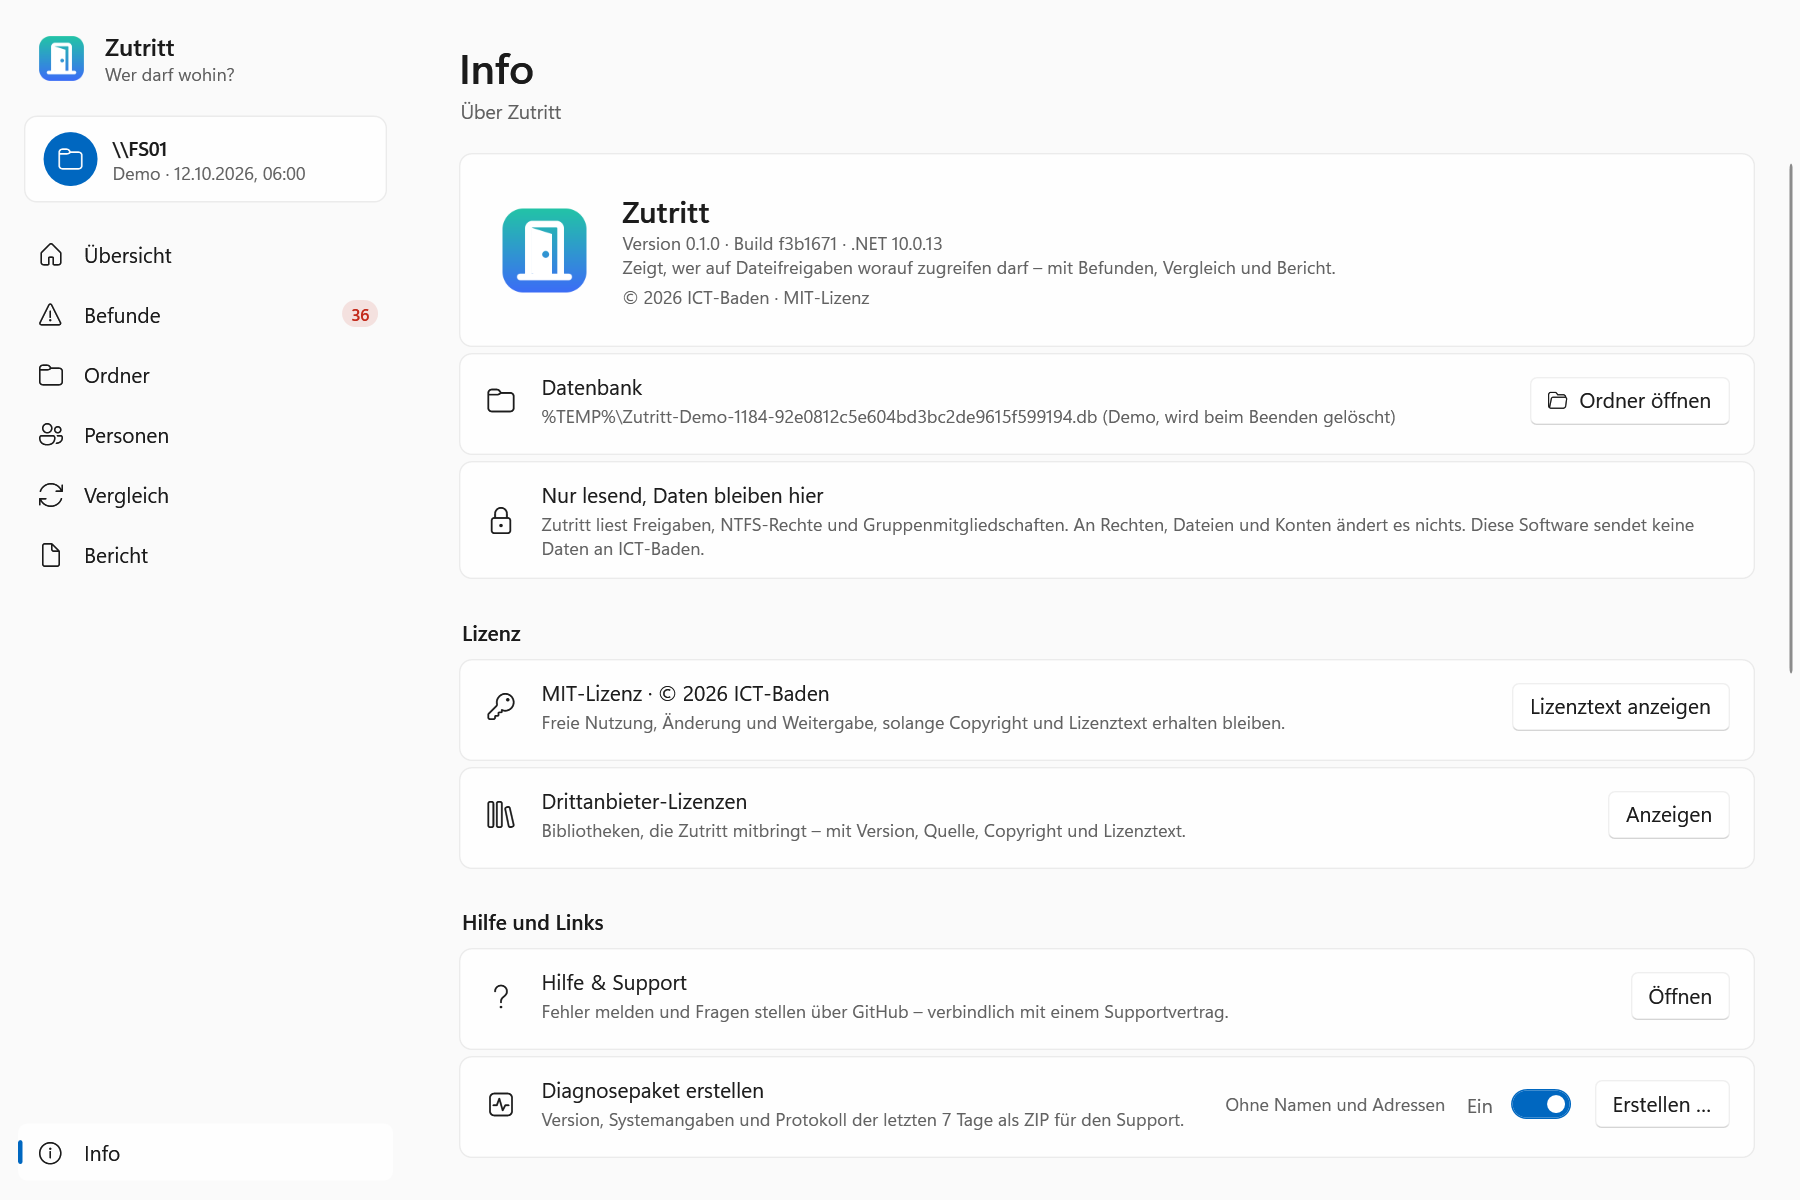 Zutritt
Wer darf wohin?
\\FS01
Demo · 12.10.2026, 06:00
Übersicht
Befunde
36
Ordner
Personen
Vergleich
Bericht
Info
Info
Über Zutritt
Zutritt
Version 0.1.0 · Build f3b1671 · .NET 10.0.13
Zeigt, wer auf Dateifreigaben worauf zugreifen darf – mit Befunden, Vergleich und Bericht.
© 2026 ICT-Baden · MIT-Lizenz
Datenbank
%TEMP%\Zutritt-Demo-1184-92e0812c5e604bd3bc2de9615f599194.db (Demo, wird beim Beenden gelöscht)
Ordner öffnen
Nur lesend, Daten bleiben hier
Zutritt liest Freigaben, NTFS-Rechte und Gruppenmitgliedschaften. An Rechten, Dateien und Konten ändert es nichts. Diese Software sendet keine
Daten an ICT-Baden.
Lizenz
MIT-Lizenz · © 2026 ICT-Baden
Freie Nutzung, Änderung und Weitergabe, solange Copyright und Lizenztext erhalten bleiben.
Lizenztext anzeigen
Drittanbieter-Lizenzen
Bibliotheken, die Zutritt mitbringt – mit Version, Quelle, Copyright und Lizenztext.
Anzeigen
Hilfe und Links
Hilfe & Support
Fehler melden und Fragen stellen über GitHub – verbindlich mit einem Supportvertrag.
Öffnen
Diagnosepaket erstellen
Version, Systemangaben und Protokoll der letzten 7 Tage als ZIP für den Support.
Ohne Namen und Adressen
Ein
Erstellen ...